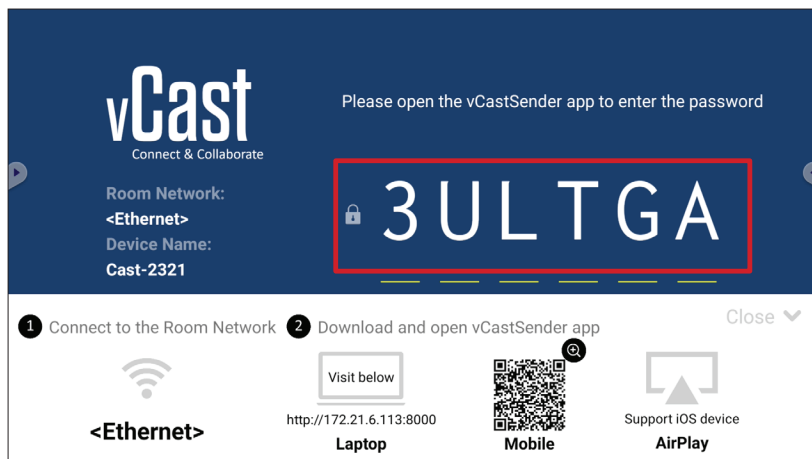 vCast
Connect & Collaborate
Room Network:
<Ethernet>
Device Name:
Cast-2321
Please open the vCastSender app to enter the password
3ULTGA
1 Connect to the Room Network
<Ethernet>
2 Download and open vCastSender app
Close
Visit below
http://172.21.6.113:8000
Laptop
Mobile
Support iOS device
AirPlay